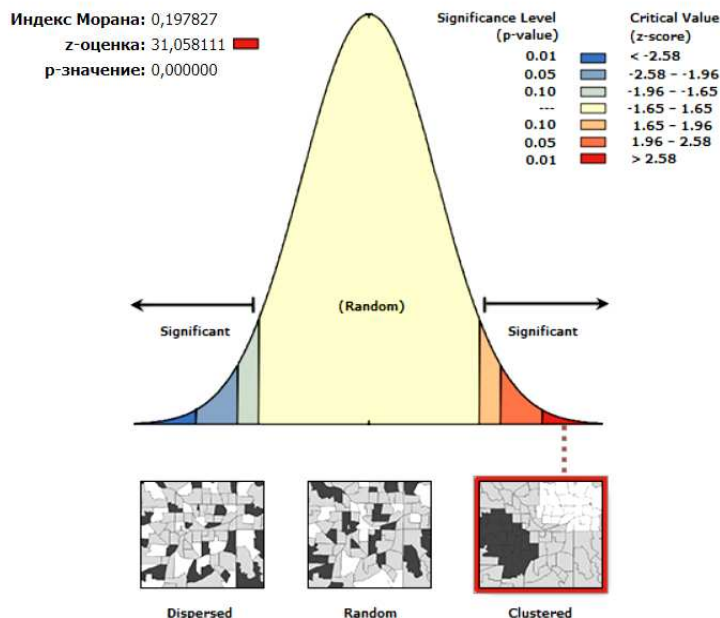 Индекс Морана: 0,197827
z-оценка: 31,058111
p-значение: 0,000000
Significance Level
(p-value)
Critical Value
(z-score)
0.01 < -2.58
0.05 -2.58 – -1.96
0.10 -1.96 – -1.65
--- -1.65 – 1.65
0.10 1.65 – 1.96
0.05 1.96 – 2.58
0.01 > 2.58
(Random)
Significant
Significant
Dispersed
Random
Clustered